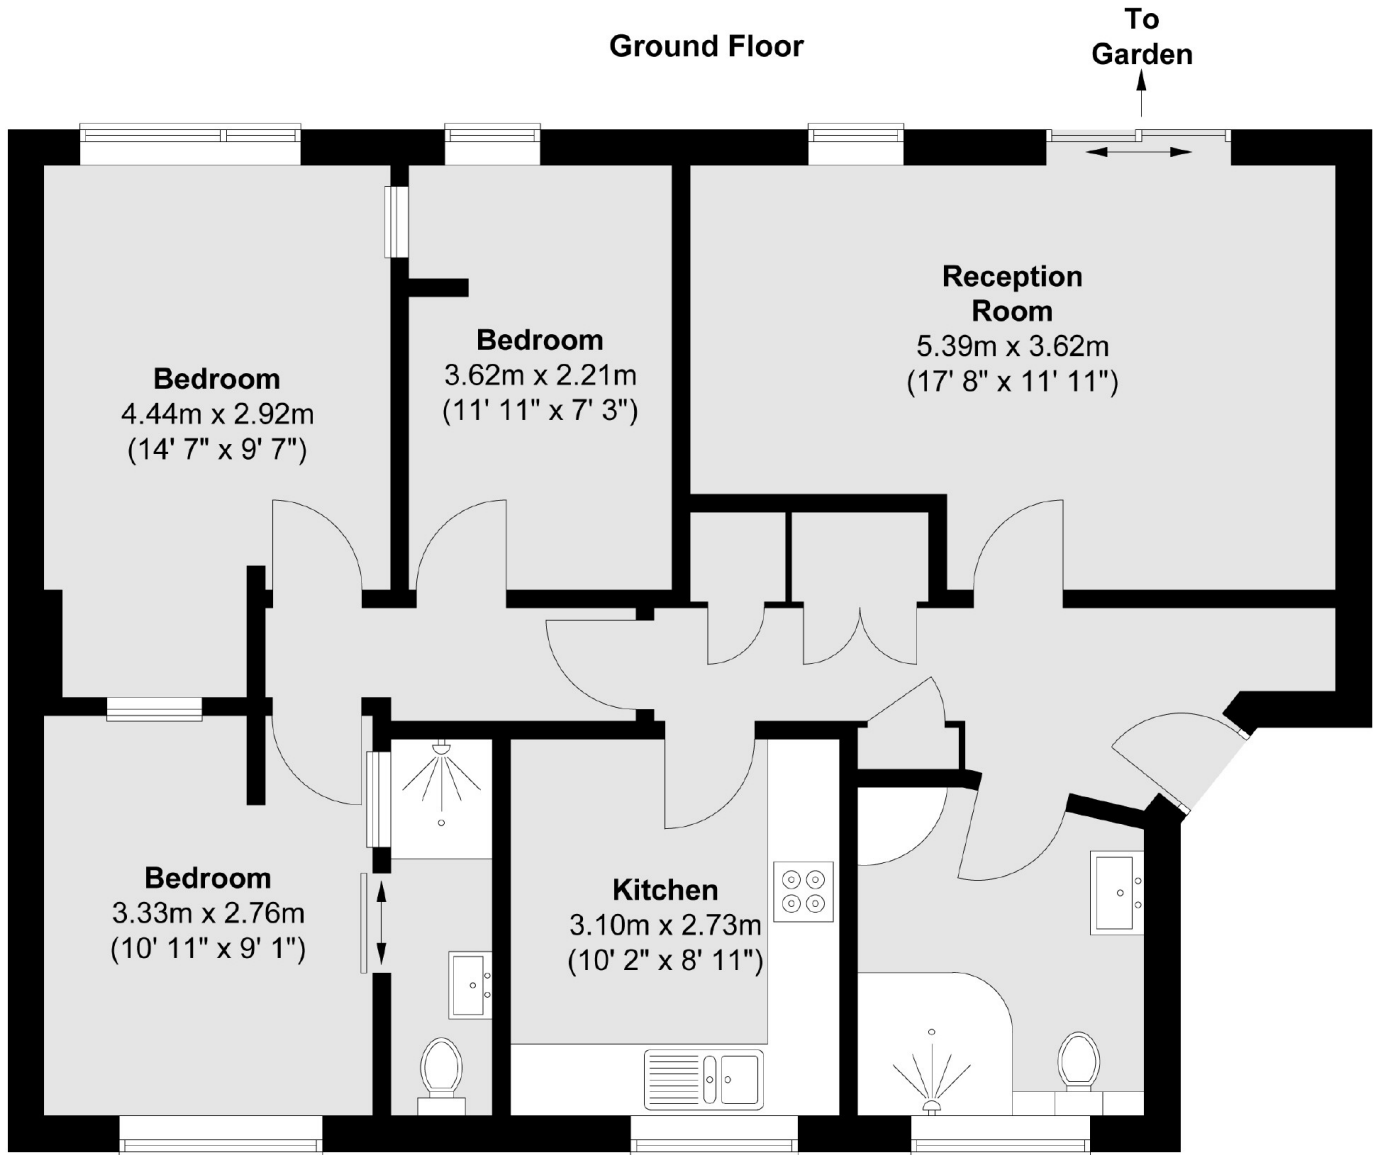 Ground Floor
To
Garden
Reception
Room
5.39m x 3.62m
(17' 8" x 11' 11")
Bedroom
3.62m x 2.21m
(11' 11" x 7' 3")
Bedroom
4.44m x 2.92m
(14' 7" x 9' 7")
Bedroom
3.33m x 2.76m
(10' 11" x 9' 1")
Kitchen
3.10m x 2.73m
(10' 2" x 8' 11")